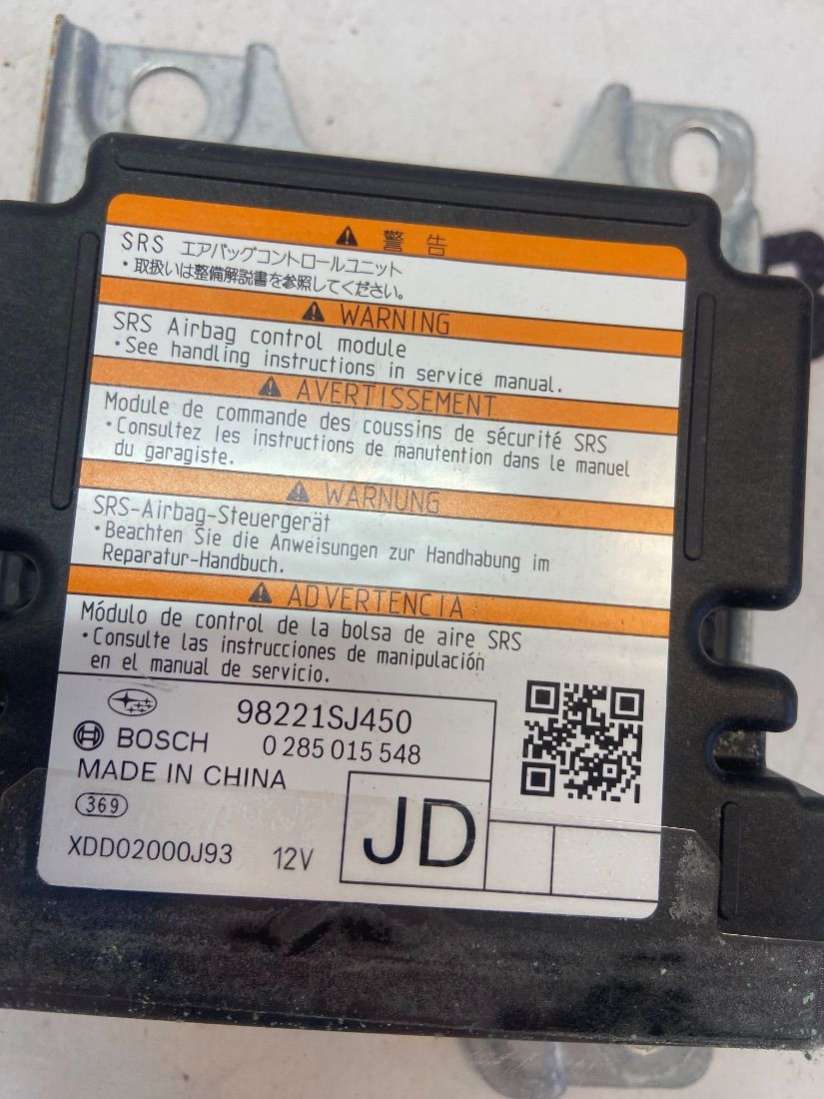 ⚠ 警告
SRS エアバッグコントロールユニット
・取扱いは整備解説書を参照してください。
⚠ WARNING
SRS Airbag control module
・See handling instructions in service manual.
⚠ AVERTISSEMENT
Module de commande des coussins de sécurité SRS
・Consultez les instructions de manutention dans le manuel
du garagiste.
⚠ WARNUNG
SRS-Airbag-Steuergerät
・Beachten Sie die Anweisungen zur Handhabung im
Reparatur-Handbuch.
⚠ ADVERTENCIA
Módulo de control de la bolsa de aire SRS
・Consulte las instrucciones de manipulación
en el manual de servicio.
98221SJ450
BOSCH 0 285 015 548
MADE IN CHINA
369
JD
XDD02000J93 12V